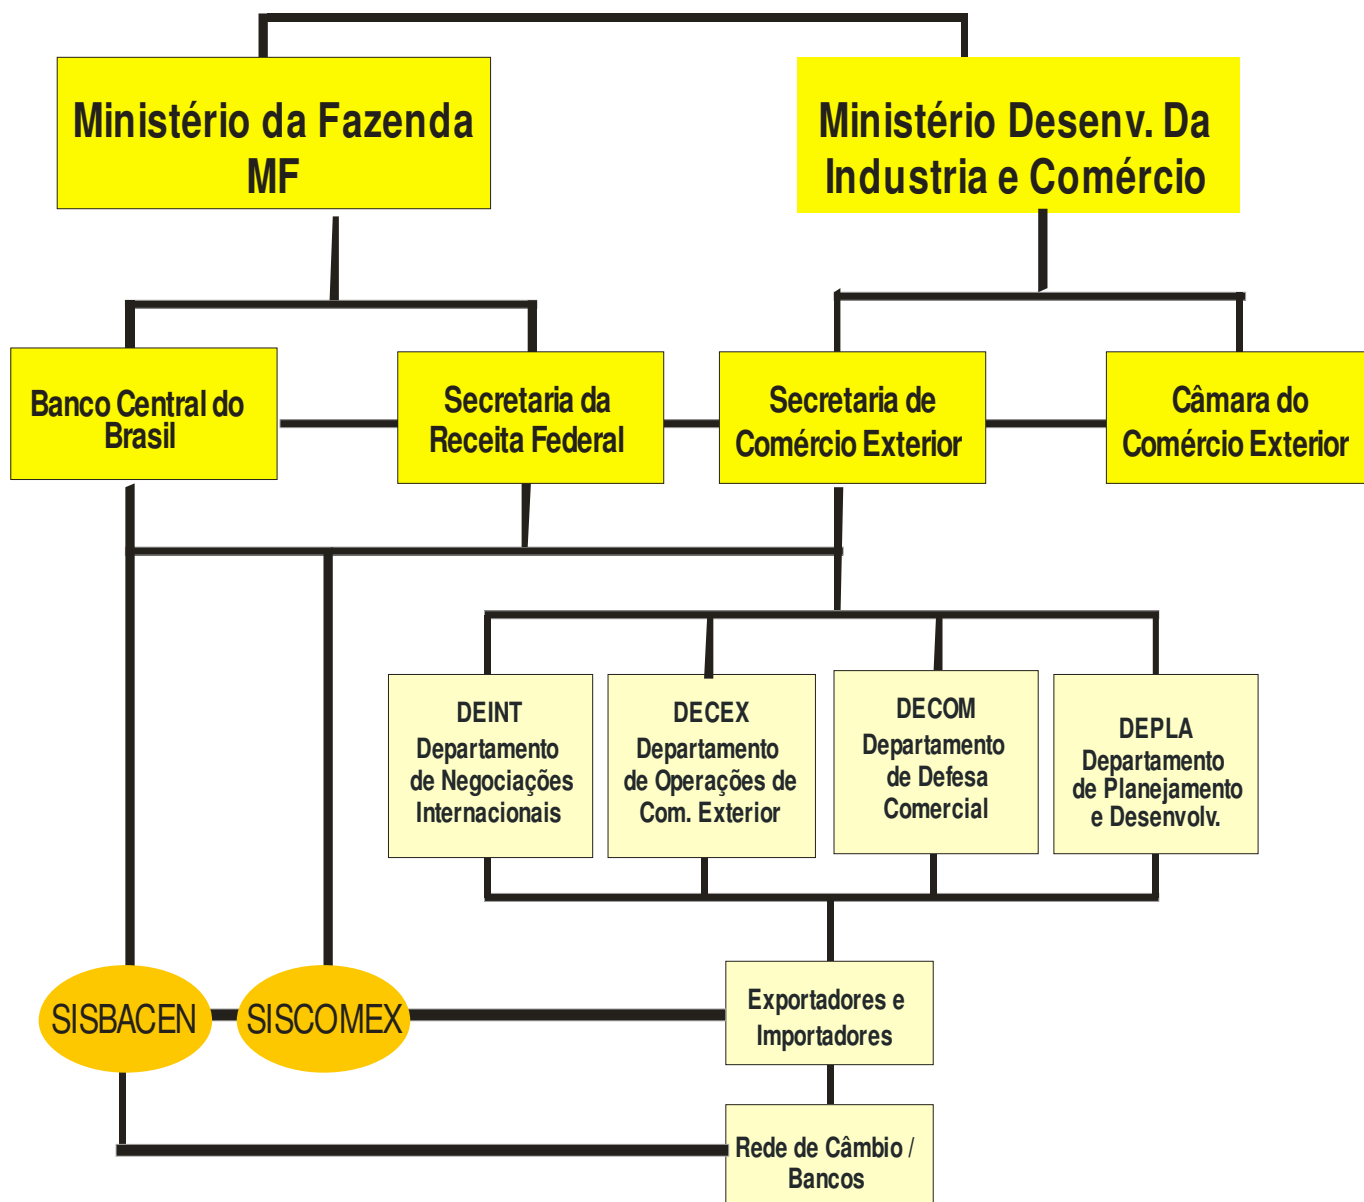 Ministério da Fazenda
MF
Ministério Desenv. Da
Industria e Comércio
Banco Central do
Brasil
Secretaria da
Receita Federal
Secretaria de
Comércio Exterior
Câmara do
Comércio Exterior
DEINT
Departamento
de Negociações
Internacionais
DECEX
Departamento
de Operações de
Com. Exterior
DECOM
Departamento
de Defesa
Comercial
DEPLA
Departamento
de Planejamento
e Desenvolv.
SISBACEN
SISCOMEX
Exportadores e
Importadores
Rede de Câmbio /
Bancos